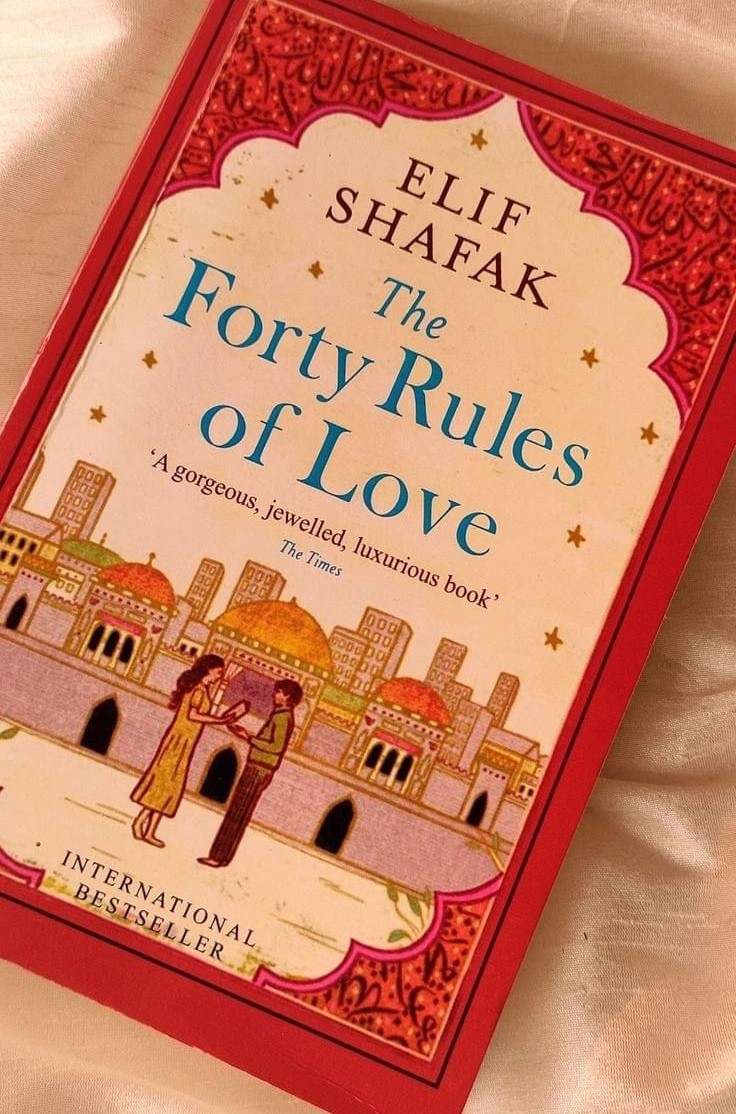 ELIF
SHAFAK
The
Forty Rules
of Love
‘A gorgeous, jewelled, luxurious book’
The Times
INTERNATIONAL
BESTSELLER